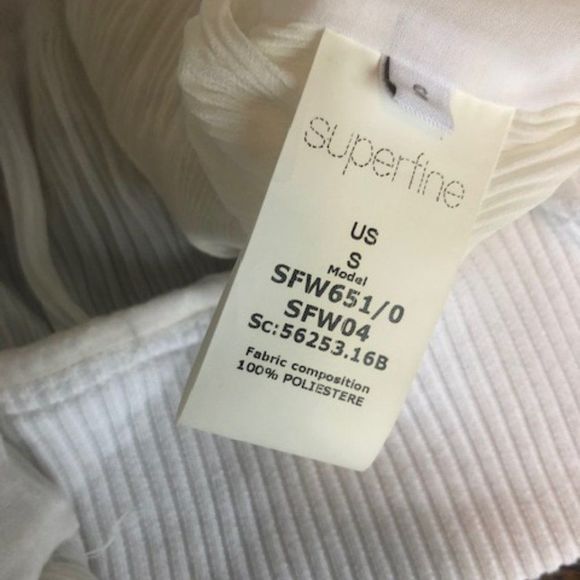 superfine
US
S
Model
SFW651/0
SFW04
Sc:56253.16B
Fabric composition
100% POLIESTERE